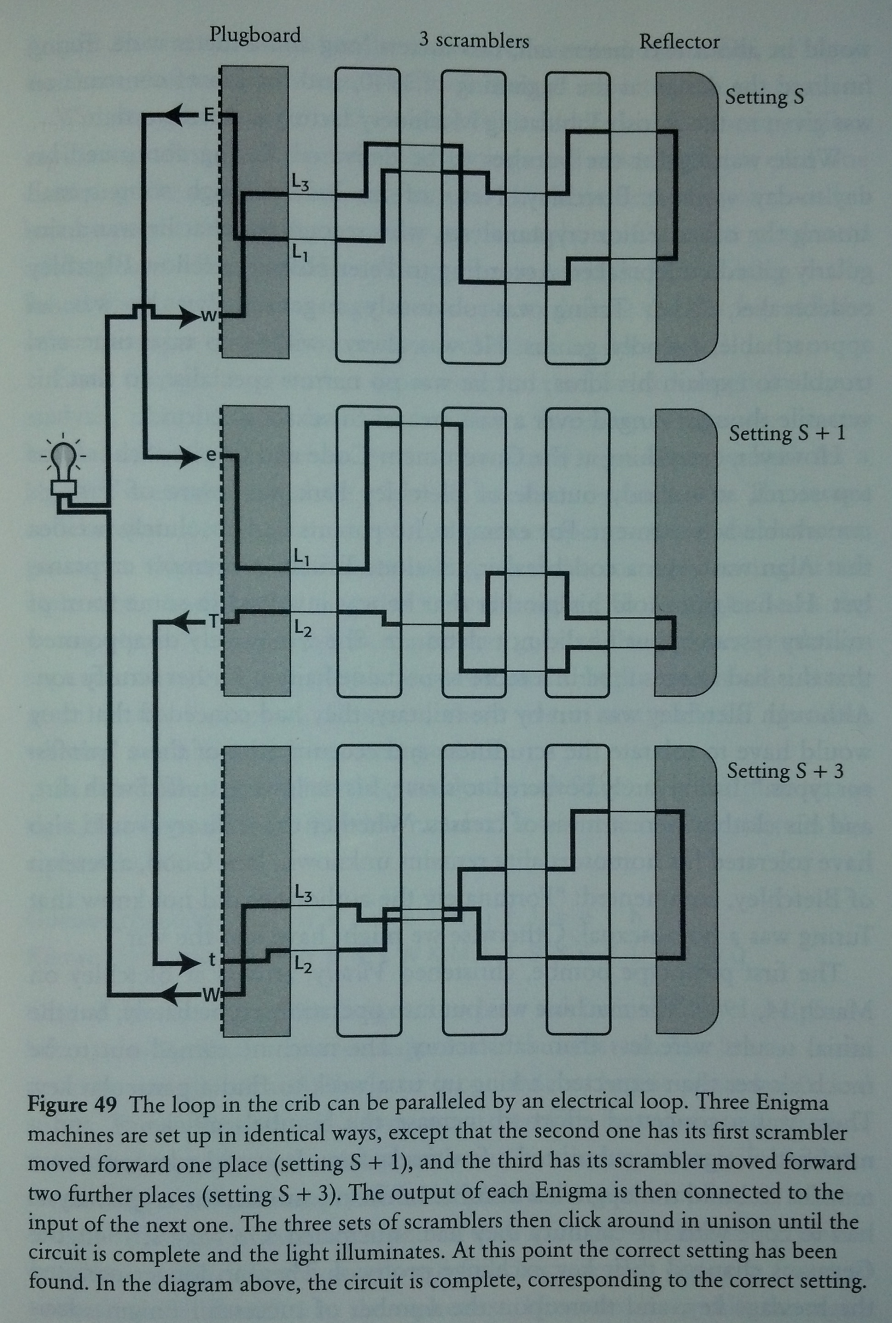 Plugboard 3 scramblers Reflector
Setting S
E
L3
L1
w
Setting S + 1
e
L1
T
L2
Setting S + 3
L3
t
L2
W
Figure 49 The loop in the crib can be paralleled by an electrical loop. Three Enigma
machines are set up in identical ways, except that the second one has its first scrambler
moved forward one place (setting S + 1), and the third has its scrambler moved forward
two further places (setting S + 3). The output of each Enigma is then connected to the
input of the next one. The three sets of scramblers then click around in unison until the
circuit is complete and the light illuminates. At this point the correct setting has been
found. In the diagram above, the circuit is complete, corresponding to the correct setting.